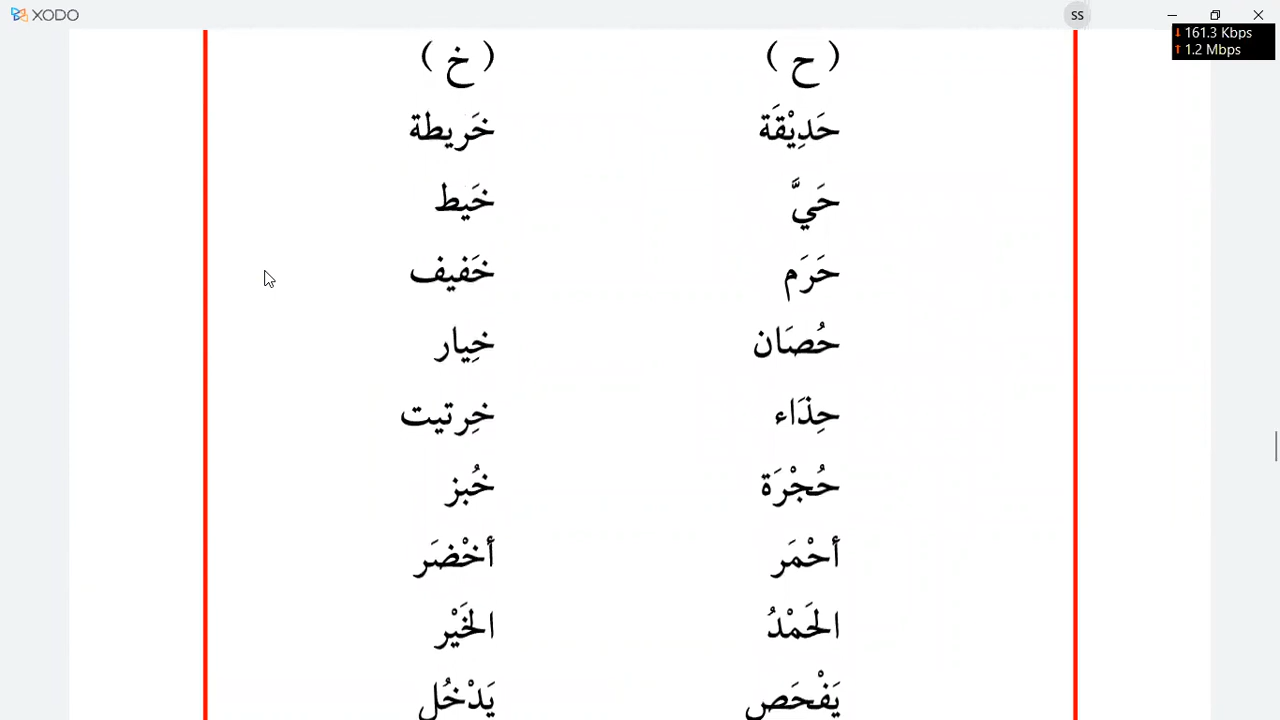 XODO
SS
161.3 Kbps
1.2 Mbps
( ح ) ( خ )
حَدِيْقَة خَريطة
حَيَّ خَيط
حَرَم خَفيف
حُصَان خِيار
حِذَاء خِرتيت
حُجْرَة خُبز
أحْمَر أخْضَر
الحَمْدُ الخَيْر
يَفْحَص يَدْخُل